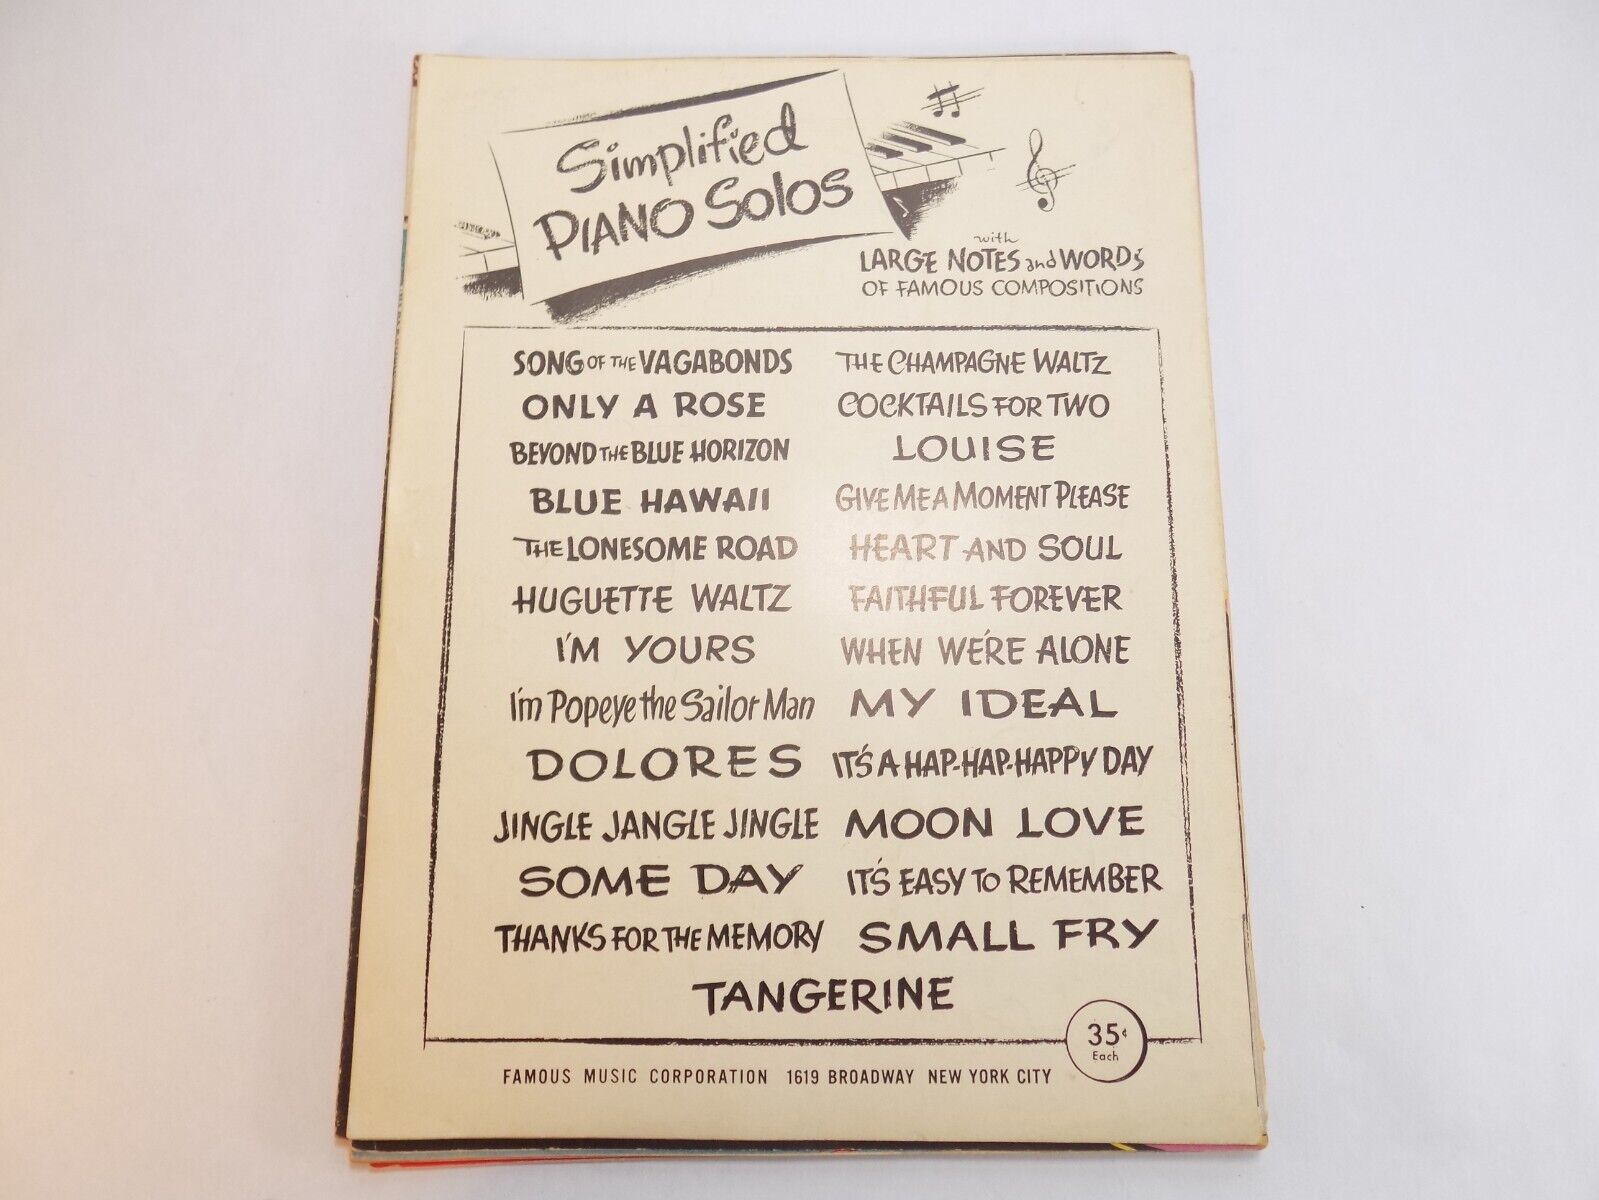 Simplified
PIANO SOLOS
with
LARGE NOTES and WORDS
OF FAMOUS COMPOSITIONS
SONG OF THE VAGABONDS
ONLY A ROSE
BEYOND THE BLUE HORIZON
BLUE HAWAII
THE LONESOME ROAD
HUGUETTE WALTZ
I'M YOURS
I'm Popeye the Sailor Man
DOLORES
JINGLE JANGLE JINGLE
SOME DAY
THANKS FOR THE MEMORY
THE CHAMPAGNE WALTZ
COCKTAILS FOR TWO
LOUISE
GIVE ME A MOMENT PLEASE
HEART AND SOUL
FAITHFUL FOREVER
WHEN WE'RE ALONE
MY IDEAL
IT'S A HAP-HAP-HAPPY DAY
MOON LOVE
IT'S EASY TO REMEMBER
SMALL FRY
TANGERINE
35¢
Each
FAMOUS MUSIC CORPORATION 1619 BROADWAY NEW YORK CITY